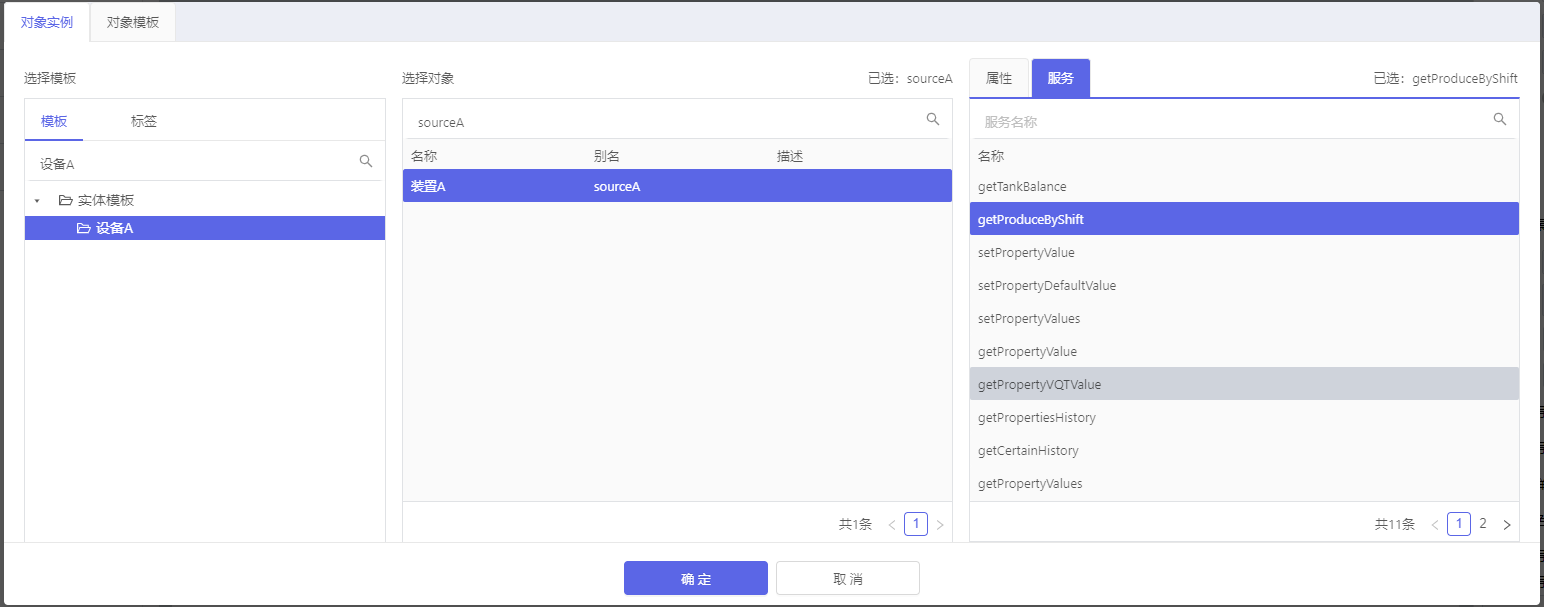 对象实例 对象模板
选择模板
模板 标签
设备A
实体模板
设备A
选择对象 已选：sourceA
sourceA
名称 别名 描述
装置A sourceA
共1条 < 1 >
属性 服务 已选：getProduceByShift
服务名称
名称
getTankBalance
getProduceByShift
setPropertyValue
setPropertyDefaultValue
setPropertyValues
getPropertyValue
getPropertyVQTValue
getPropertiesHistory
getCertainHistory
getPropertyValues
共11条 < 1 2 >
确 定 取 消